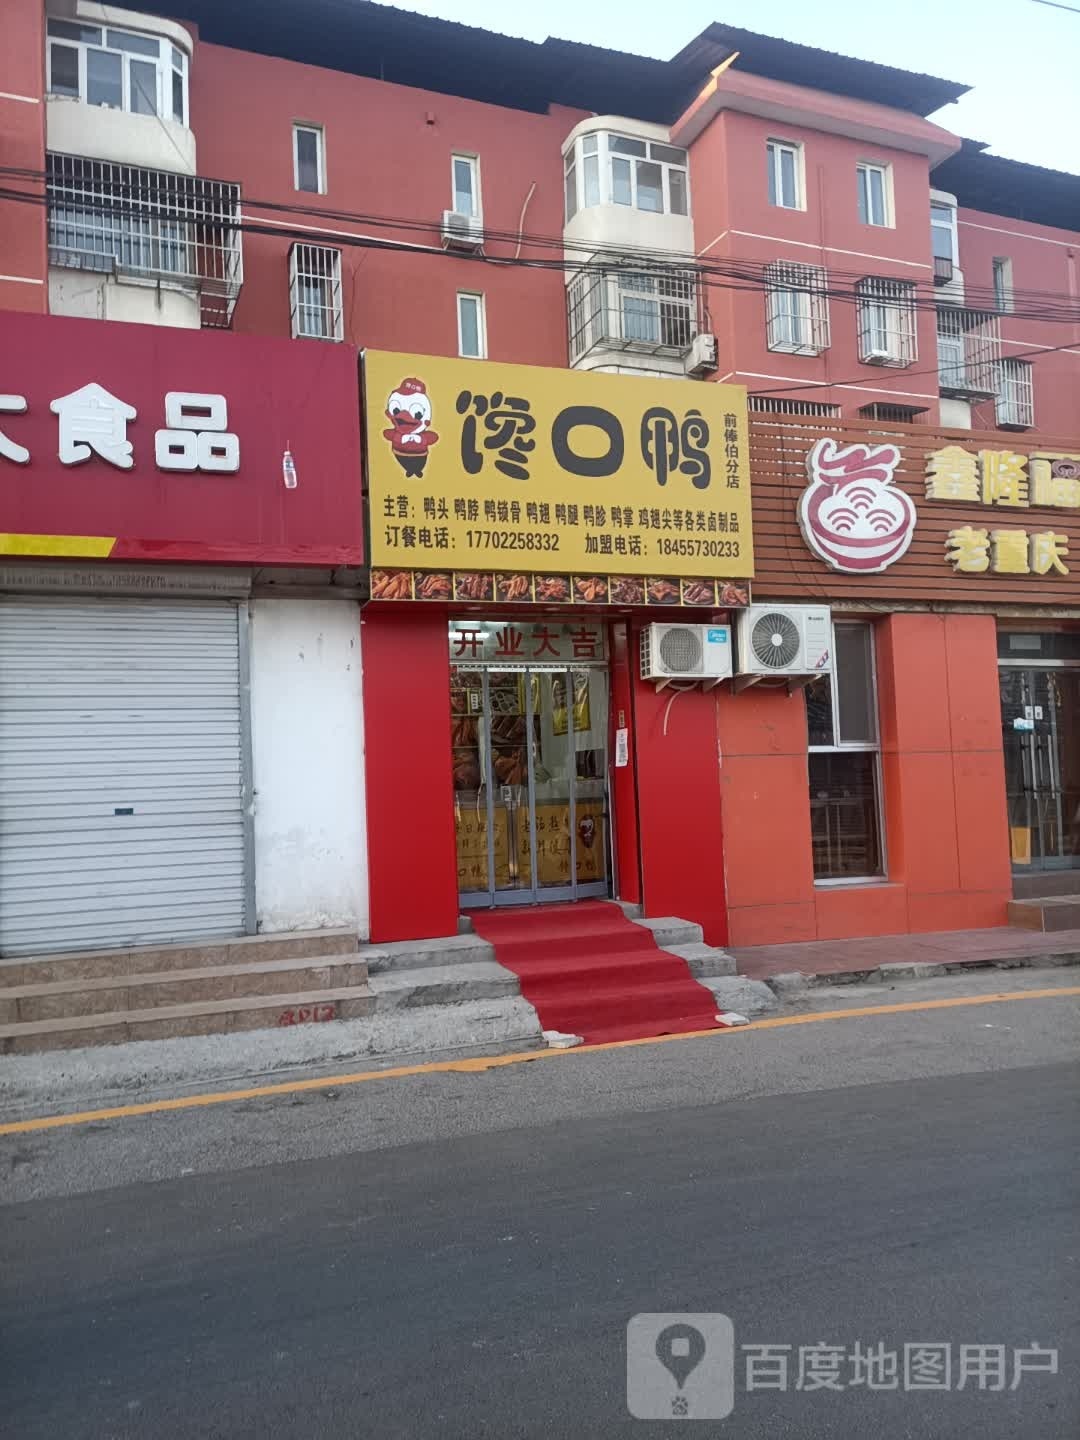 食品
馋口鸭
前俸伯分店
主营：鸭头 鸭脖 鸭锁骨 鸭翅 鸭腿 鸭胗 鸭掌 鸡翅尖等各类卤制品
订餐电话：17702258332 加盟电话：18455730233
鑫隆福
老重庆
开业大吉
百度地图用户